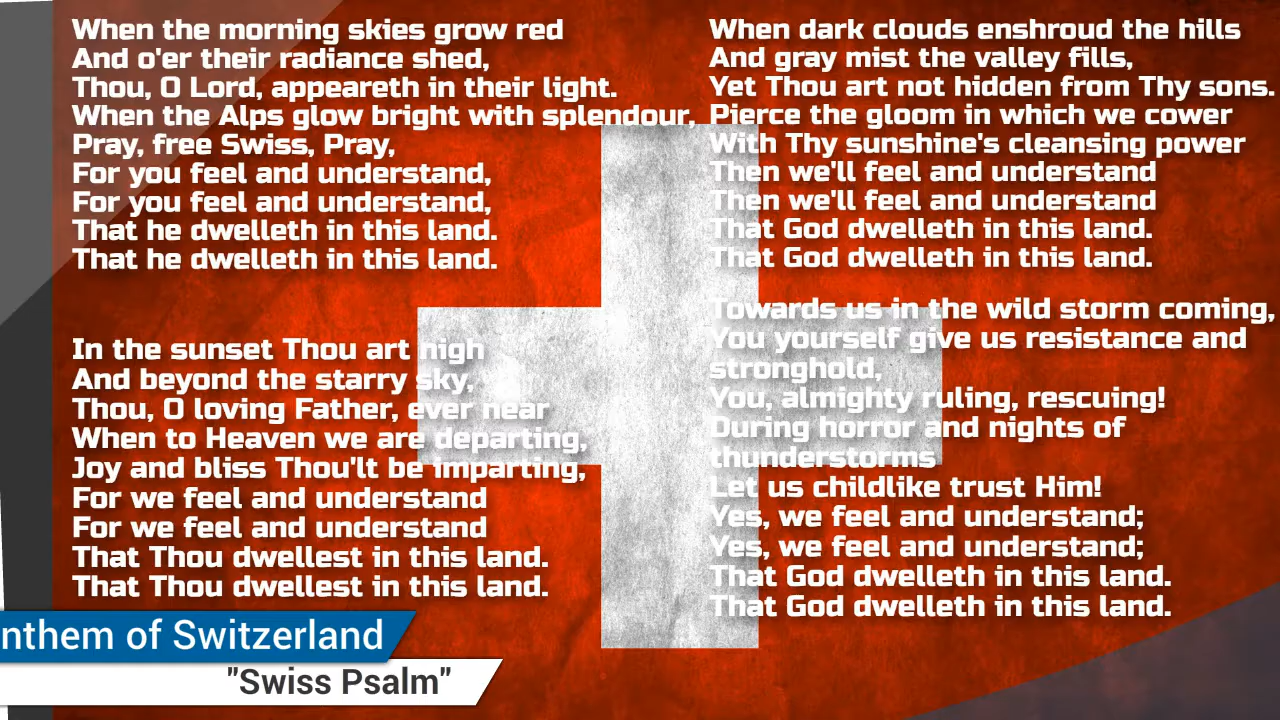 When the morning skies grow red
And o'er their radiance shed,
Thou, O Lord, appeareth in their light.
When the Alps glow bright with splendour,
Pray, free Swiss, Pray,
For you feel and understand,
For you feel and understand,
That he dwelleth in this land.
That he dwelleth in this land.
In the sunset Thou art nigh
And beyond the starry sky,
Thou, O loving Father, ever near
When to Heaven we are departing,
Joy and bliss Thou'lt be imparting,
For we feel and understand
For we feel and understand
That Thou dwellest in this land.
That Thou dwellest in this land.
When dark clouds enshroud the hills
And gray mist the valley fills,
Yet Thou art not hidden from Thy sons.
Pierce the gloom in which we cower
With Thy sunshine's cleansing power
Then we'll feel and understand
Then we'll feel and understand
That God dwelleth in this land.
That God dwelleth in this land.
Towards us in the wild storm coming,
You yourself give us resistance and
stronghold,
You, almighty ruling, rescuing!
During horror and nights of
thunderstorms
Let us childlike trust Him!
Yes, we feel and understand;
Yes, we feel and understand;
That God dwelleth in this land.
That God dwelleth in this land.
nthem of Switzerland
"Swiss Psalm"